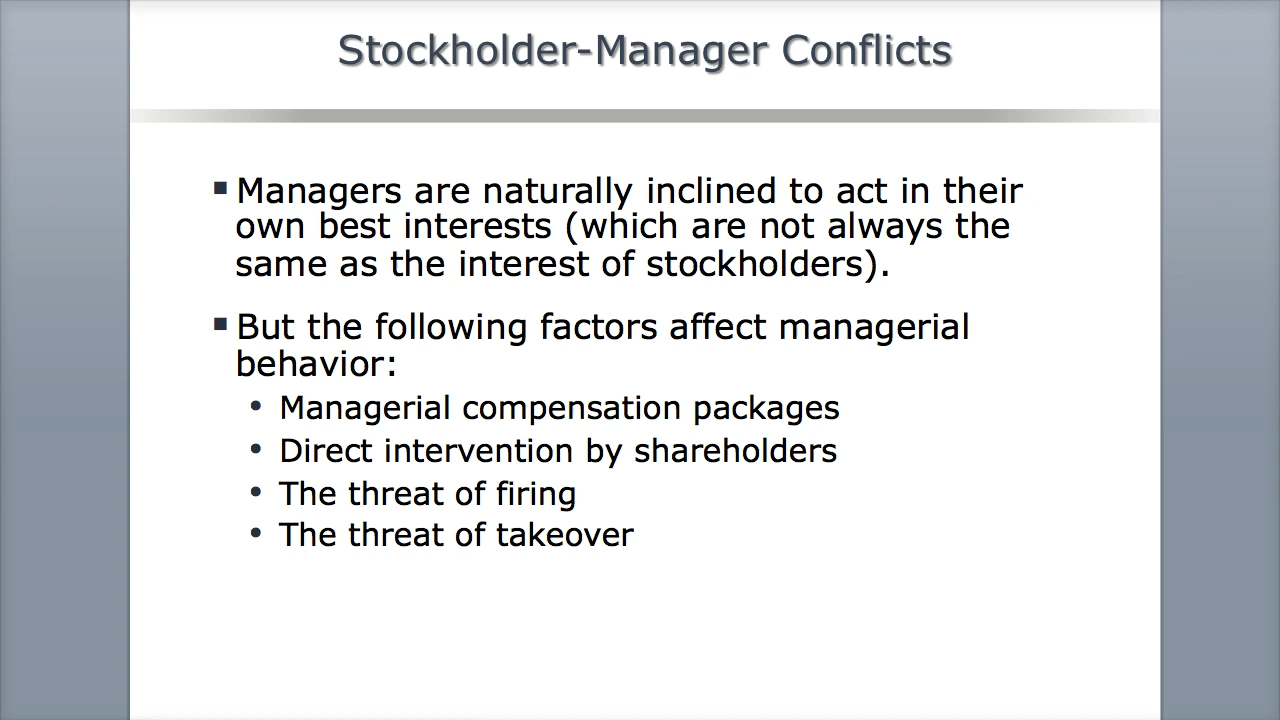 Stockholder-Manager Conflicts
▪ Managers are naturally inclined to act in their
own best interests (which are not always the
same as the interest of stockholders).
▪ But the following factors affect managerial
behavior:
• Managerial compensation packages
• Direct intervention by shareholders
• The threat of firing
• The threat of takeover